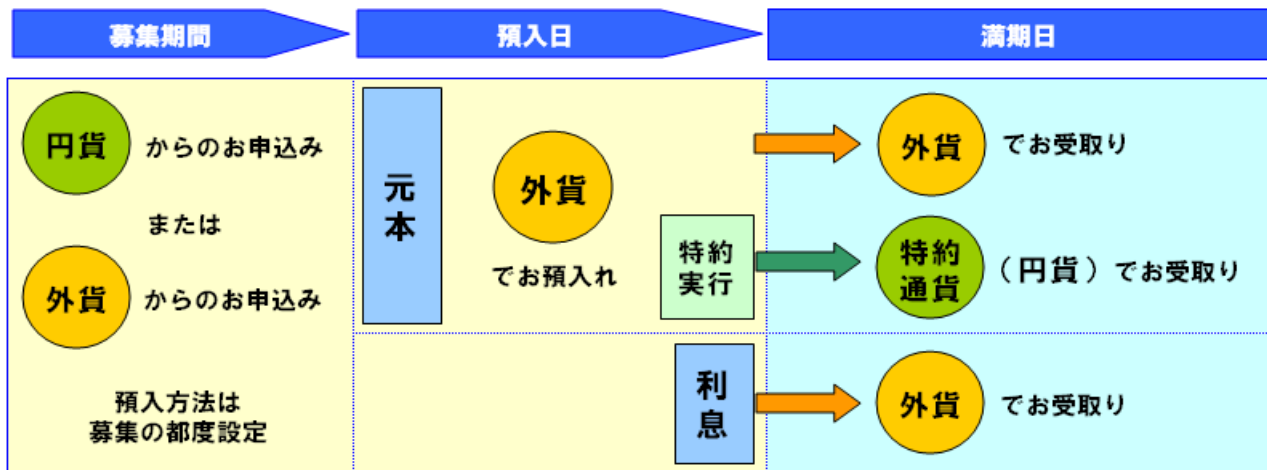 募集期間
預入日
満期日
円貨 からのお申込み
または
外貨 からのお申込み
預入方法は
募集の都度設定
元
本
外貨
でお預入れ
特約
実行
利
息
外貨 でお受取り
特約
通貨 (円貨) でお受取り
外貨 でお受取り